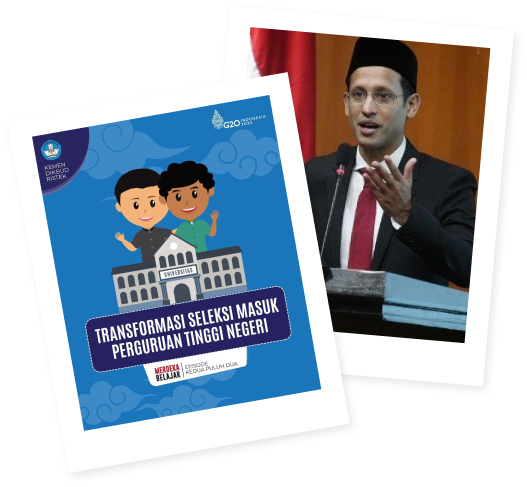 G20 INDONESIA
2022
KEMEN
DIKBUD
RISTEK
UNIVERSITAS
TRANSFORMASI SELEKSI MASUK
PERGURUAN TINGGI NEGERI
MERDEKA
BELAJAR
EPISODE
KEDUA PULUH DUA